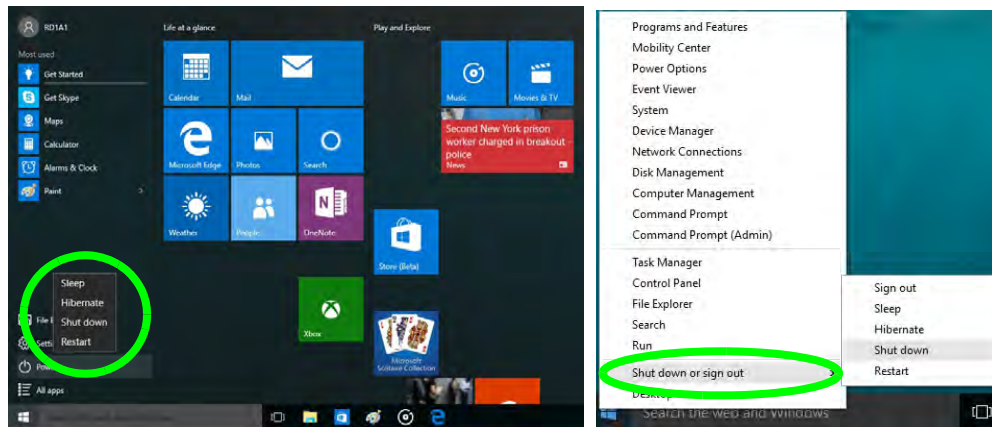 RD1A1
Life at a glance
Play and Explore
Most used
Get Started
Get Skype
Maps
Calculator
Alarms & Clock
Paint
Calendar
Mail
Music
Movies & TV
Microsoft Edge
Photos
Search
Second New York prison
worker charged in breakout -
police
News
Weather
People
OneNote
Store (Beta)
Xbox
Microsoft
Solitaire Collection
Sleep
Hibernate
Shut down
Restart
File
All apps
Programs and Features
Mobility Center
Power Options
Event Viewer
System
Device Manager
Network Connections
Disk Management
Computer Management
Command Prompt
Command Prompt (Admin)
Task Manager
Control Panel
File Explorer
Search
Run
Shut down or sign out
Desktop
Sign out
Sleep
Hibernate
Shut down
Restart
Search the web and Windows